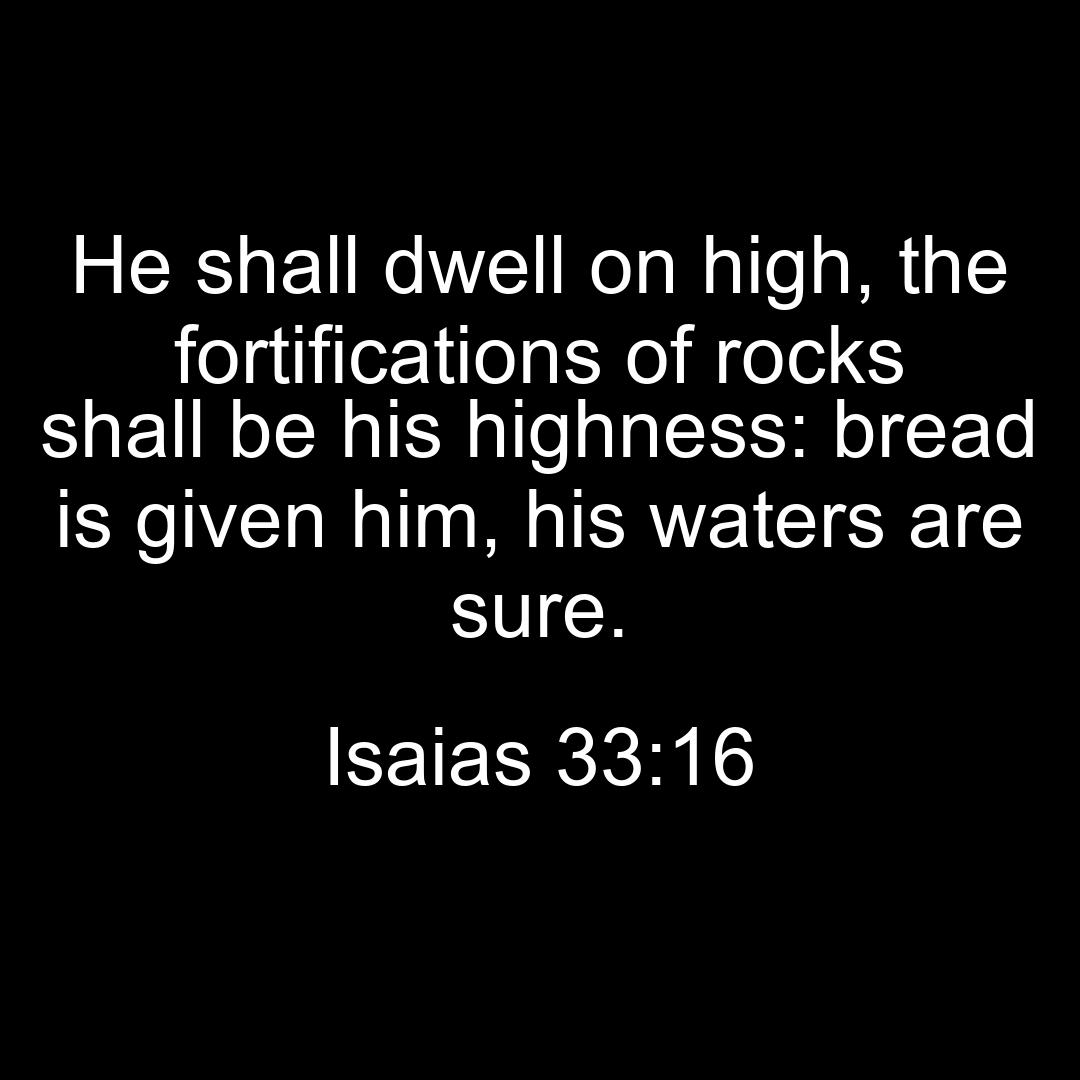 He shall dwell on high, the
fortifications of rocks
shall be his highness: bread
is given him, his waters are
sure.
Isaias 33:16